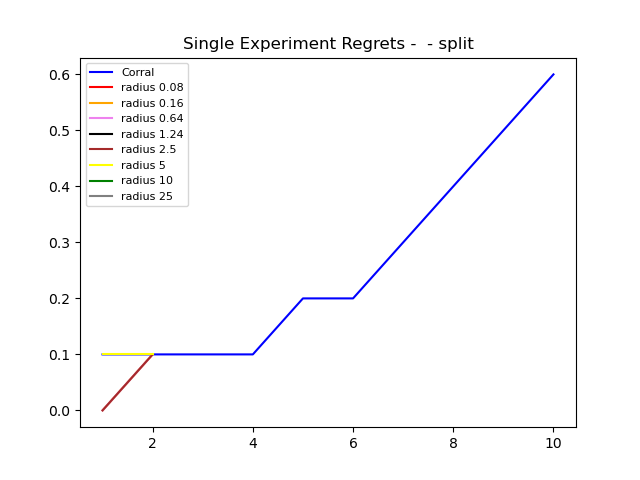 Single Experiment Regrets -  - split
Corral
radius 0.08
radius 0.16
radius 0.64
radius 1.24
radius 2.5
radius 5
radius 10
radius 25
0.6
0.5
0.4
0.3
0.2
0.1
0.0
2 4 6 8 10